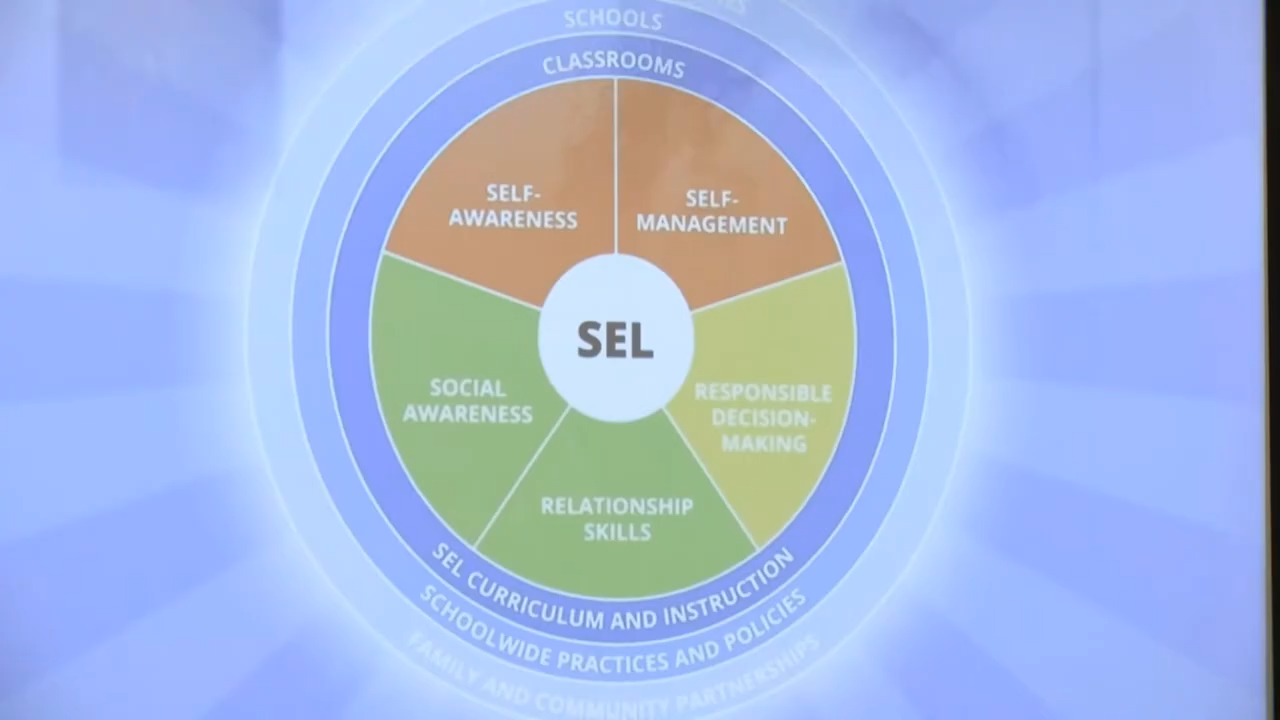 SCHOOLS
CLASSROOMS
SELF-
AWARENESS
SELF-
MANAGEMENT
SEL
SOCIAL
AWARENESS
RESPONSIBLE
DECISION-
MAKING
RELATIONSHIP
SKILLS
SEL CURRICULUM AND INSTRUCTION
SCHOOLWIDE PRACTICES AND POLICIES
FAMILY AND COMMUNITY PARTNERSHIPS